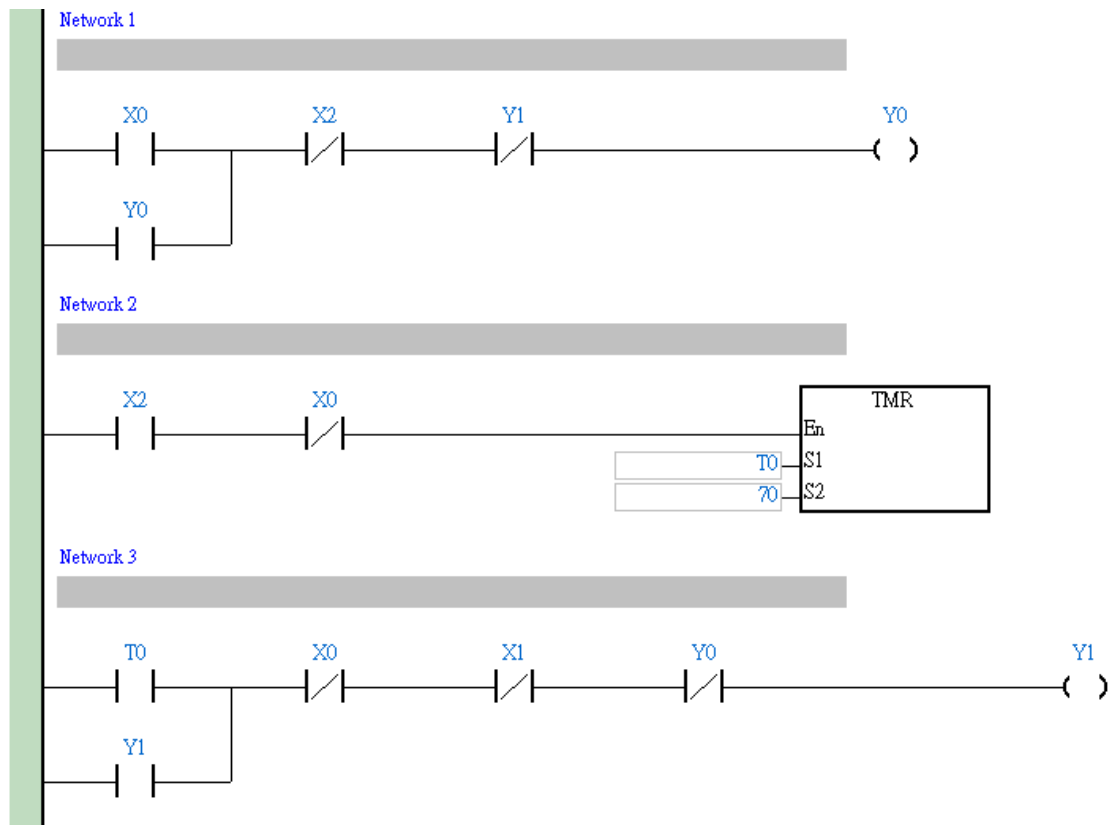 Network 1
X0 X2 Y1 Y0
Y0
Network 2
X2 X0 TMR
En
T0 S1
70 S2
Network 3
T0 X0 X1 Y0 Y1
Y1